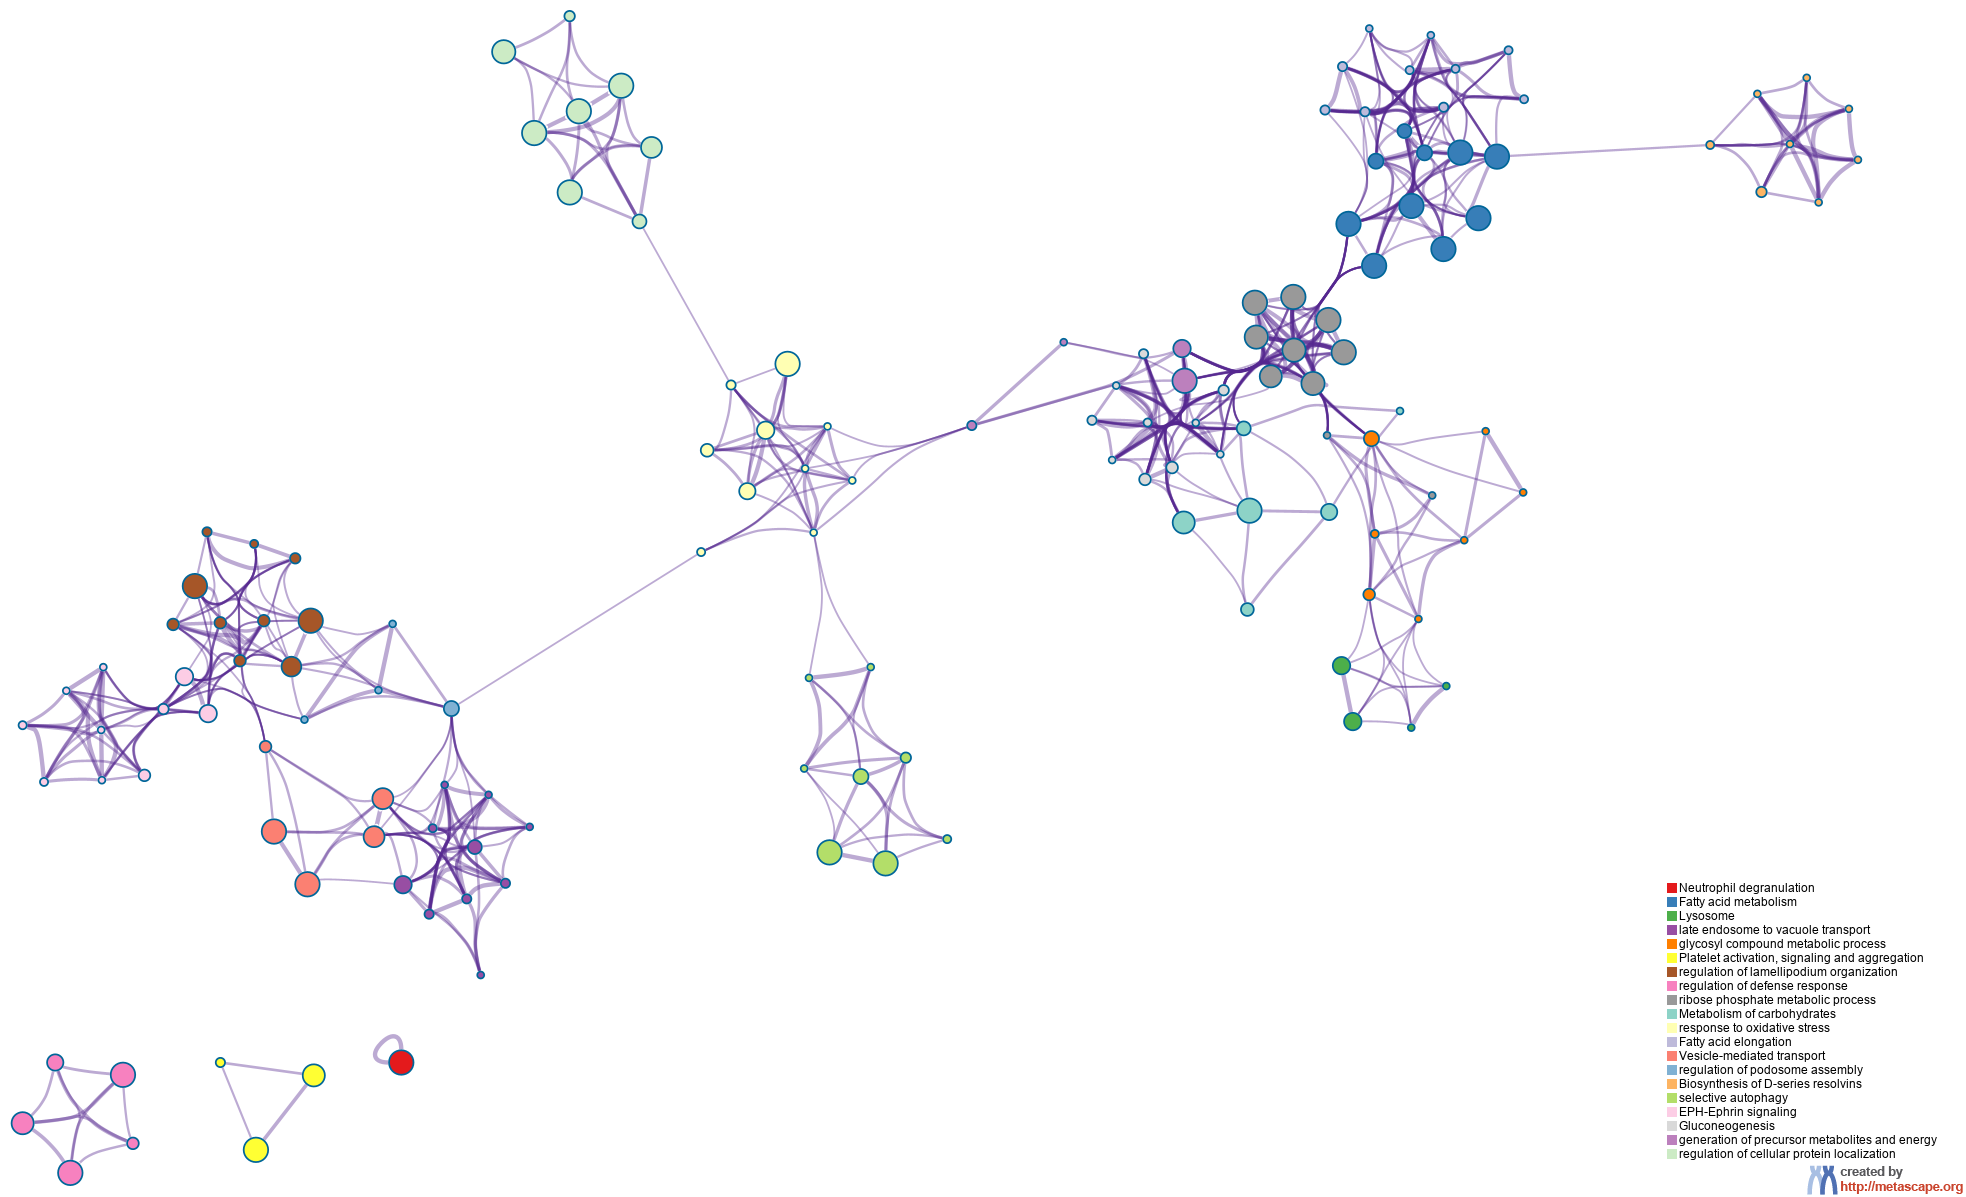 Neutrophil degranulation
Fatty acid metabolism
Lysosome
late endosome to vacuole transport
glycosyl compound metabolic process
Platelet activation, signaling and aggregation
regulation of lamellipodium organization
regulation of defense response
ribose phosphate metabolic process
Metabolism of carbohydrates
response to oxidative stress
Fatty acid elongation
Vesicle-mediated transport
regulation of podosome assembly
Biosynthesis of D-series resolvins
selective autophagy
EPH-Ephrin signaling
Gluconeogenesis
generation of precursor metabolites and energy
regulation of cellular protein localization
created by
http://metascape.org